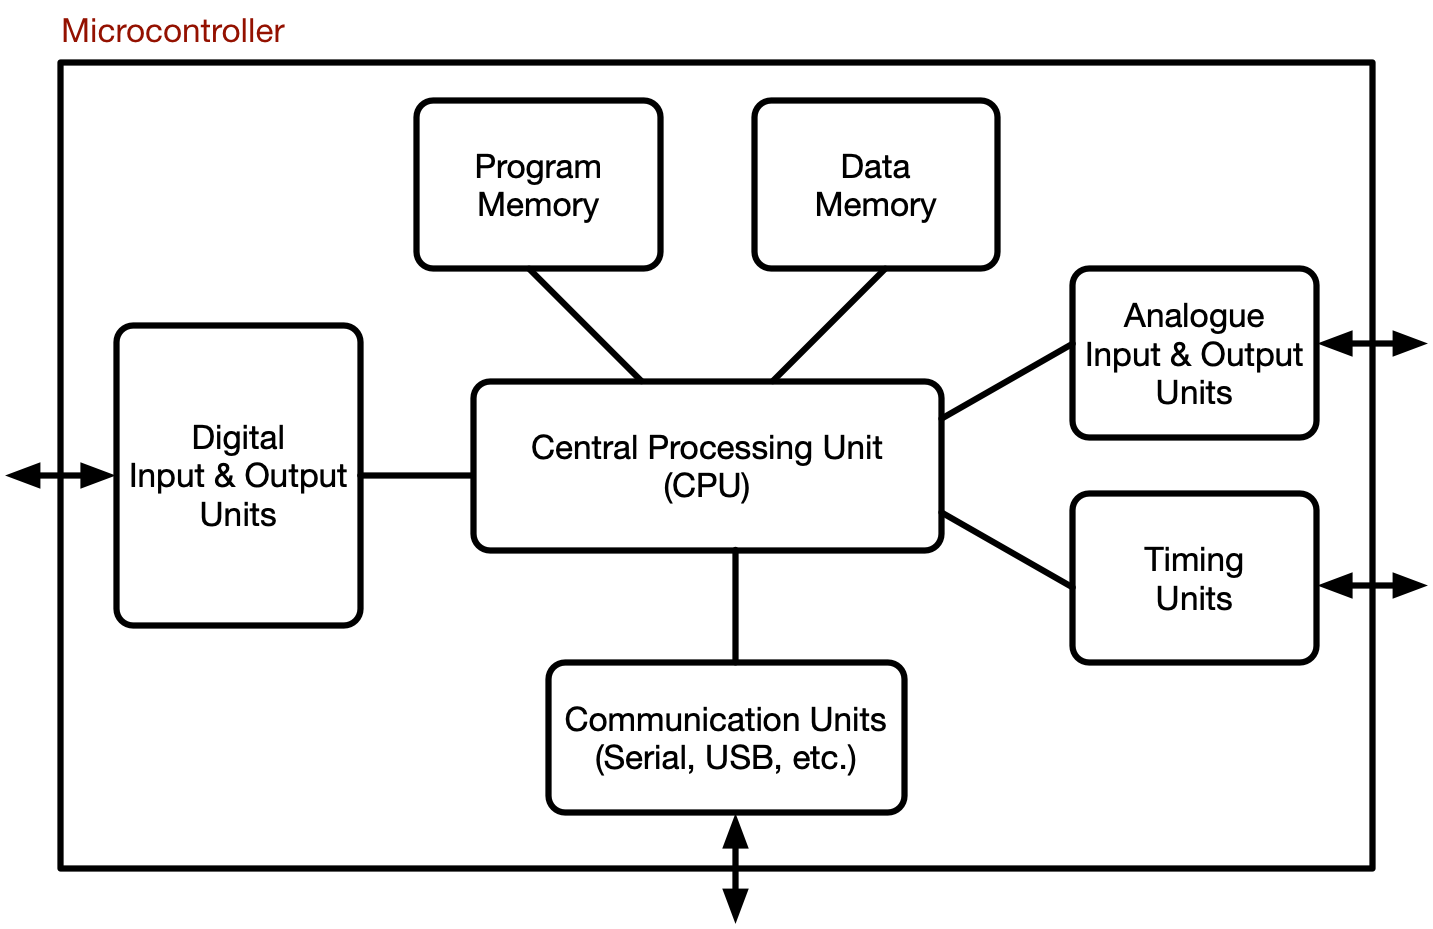 Microcontroller
Program
Memory
Data
Memory
Analogue
Input & Output
Units
Digital
Input & Output
Units
Central Processing Unit
(CPU)
Timing
Units
Communication Units
(Serial, USB, etc.)